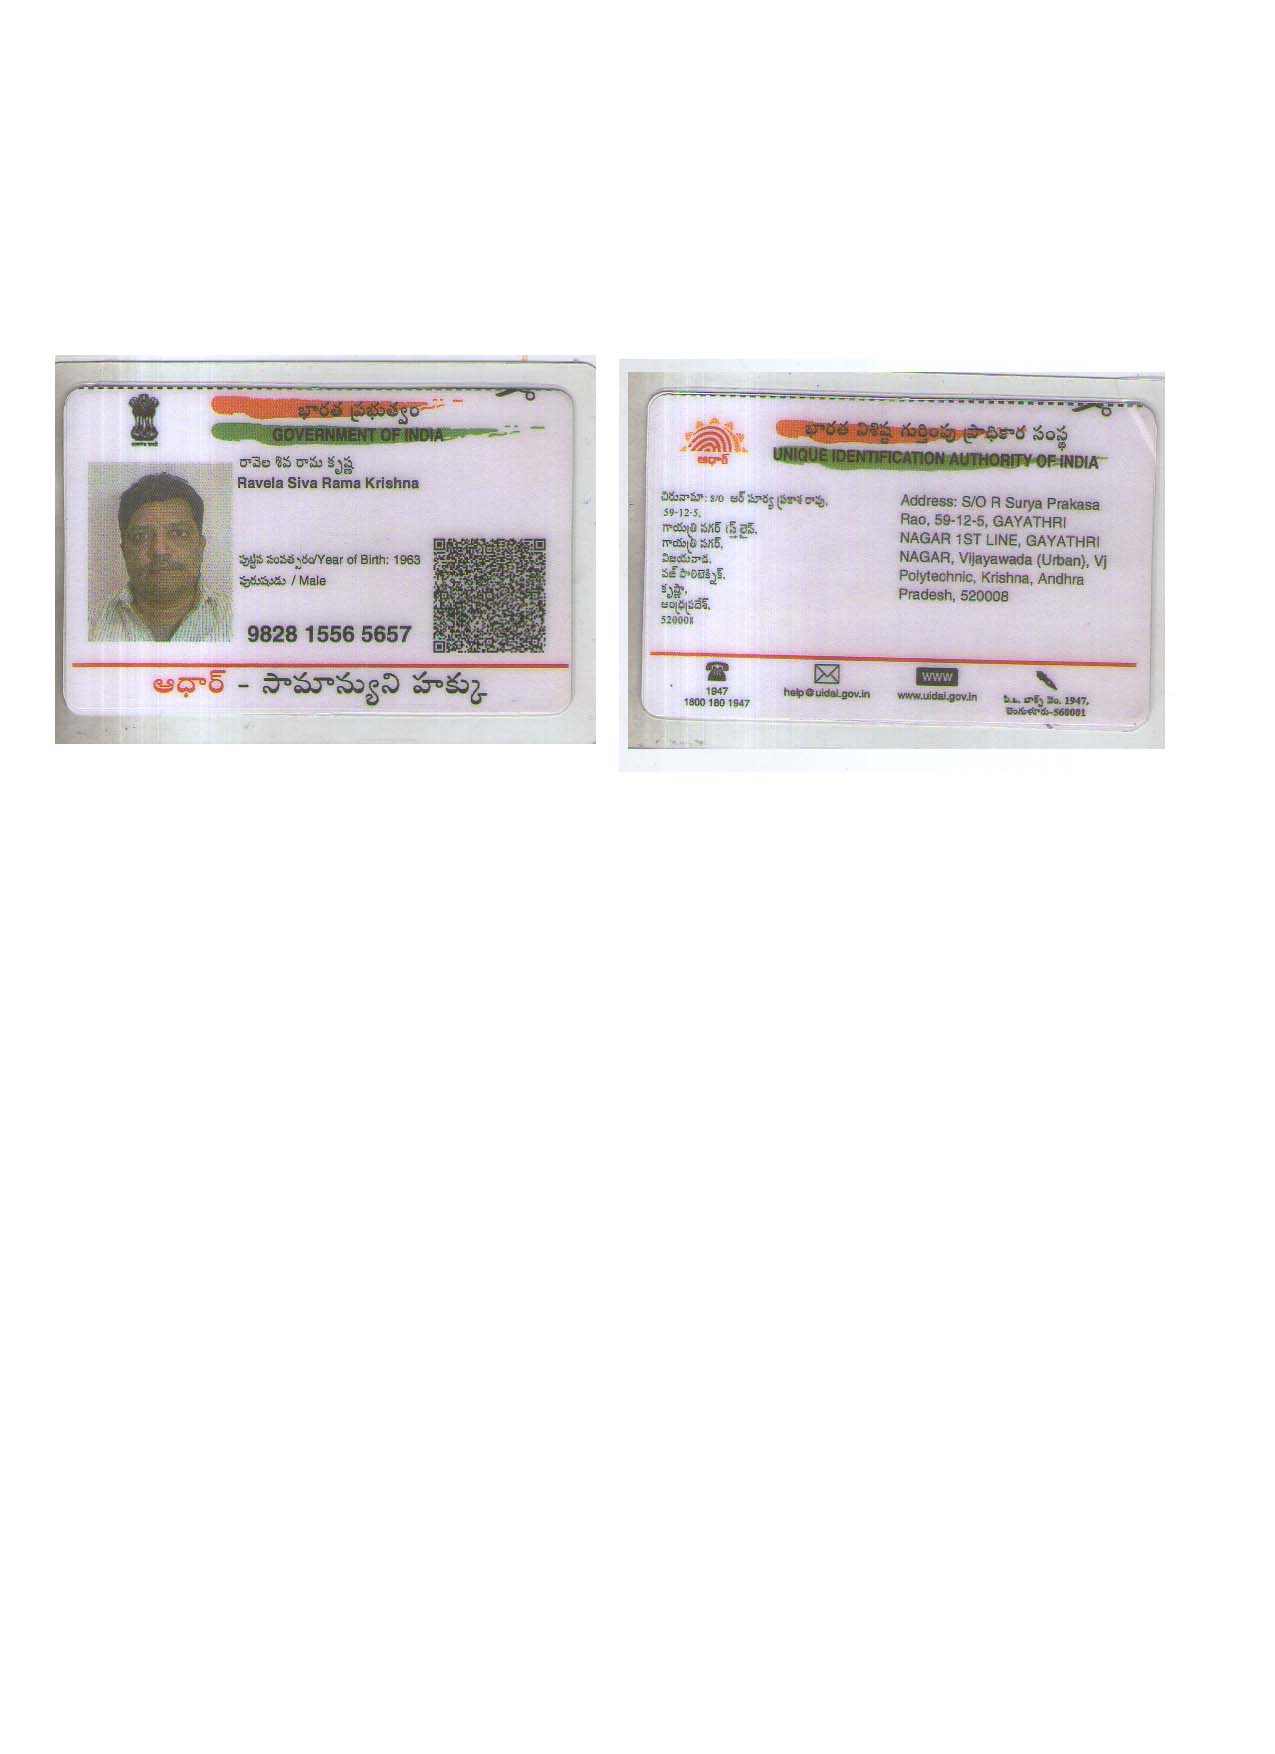 భారత ప్రభుత్వం
GOVERNMENT OF INDIA
రావెల శివ రామ కృష్ణ
Ravela Siva Rama Krishna
పుట్టిన సంవత్సరం/Year of Birth: 1963
పురుషుడు / Male
9828 1556 5657
ఆధార్ - సామాన్యుని హక్కు
భారత విశిష్ట గుర్తింపు ప్రాధికార సంస్థ
UNIQUE IDENTIFICATION AUTHORITY OF INDIA
ఆధార్
చిరునామా: S/O ఆర్ సూర్య ప్రకాశ రావు,
59-12-5,
గాయత్రి నగర్ 1స్ట్ లైన్,
గాయత్రి నగర్,
విజయవాడ,
వజ్ పాలిటెక్నిక్,
కృష్ణా,
ఆంధ్రప్రదేశ్,
520008
Address: S/O R Surya Prakasa
Rao, 59-12-5, GAYATHRI
NAGAR 1ST LINE, GAYATHRI
NAGAR, Vijayawada (Urban), Vj
Polytechnic, Krishna, Andhra
Pradesh, 520008
1947
1800 180 1947
help@uidai.gov.in
WWW
www.uidai.gov.in
పి.ఒ. బాక్స్ నెం. 1947,
బెంగుళూరు-560001